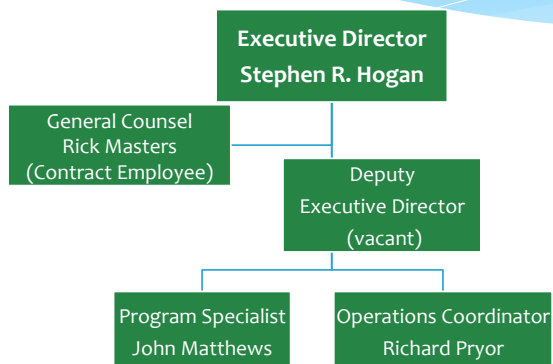 Executive Director
Stephen R. Hogan
General Counsel
Rick Masters
(Contract Employee)
Deputy
Executive Director
(vacant)
Program Specialist
John Matthews
Operations Coordinator
Richard Pryor